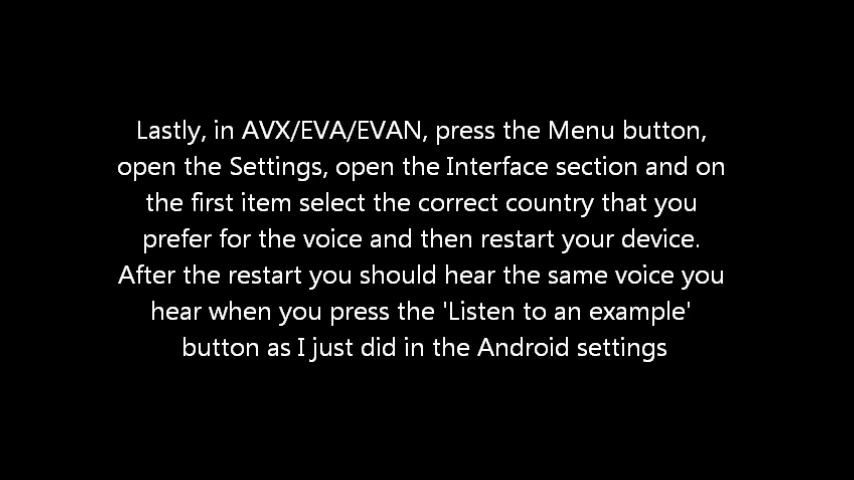 Lastly, in AVX/EVA/EVAN, press the Menu button,
open the Settings, open the Interface section and on
the first item select the correct country that you
prefer for the voice and then restart your device.
After the restart you should hear the same voice you
hear when you press the 'Listen to an example'
button as I just did in the Android settings